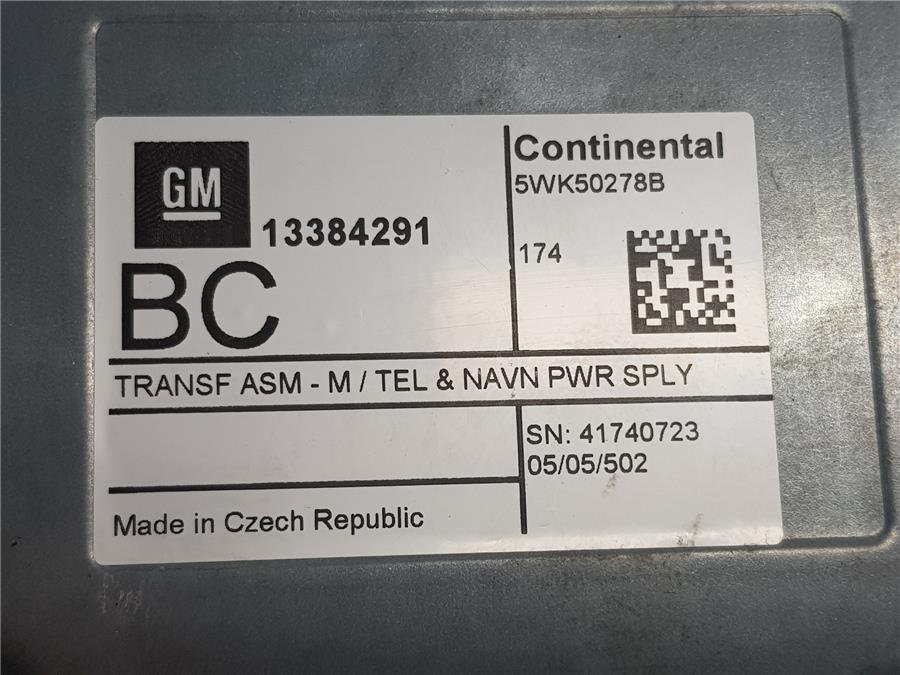 GM
13384291
BC
Continental
5WK50278B
174
TRANSF ASM - M / TEL & NAVN PWR SPLY
SN: 41740723
05/05/502
Made in Czech Republic